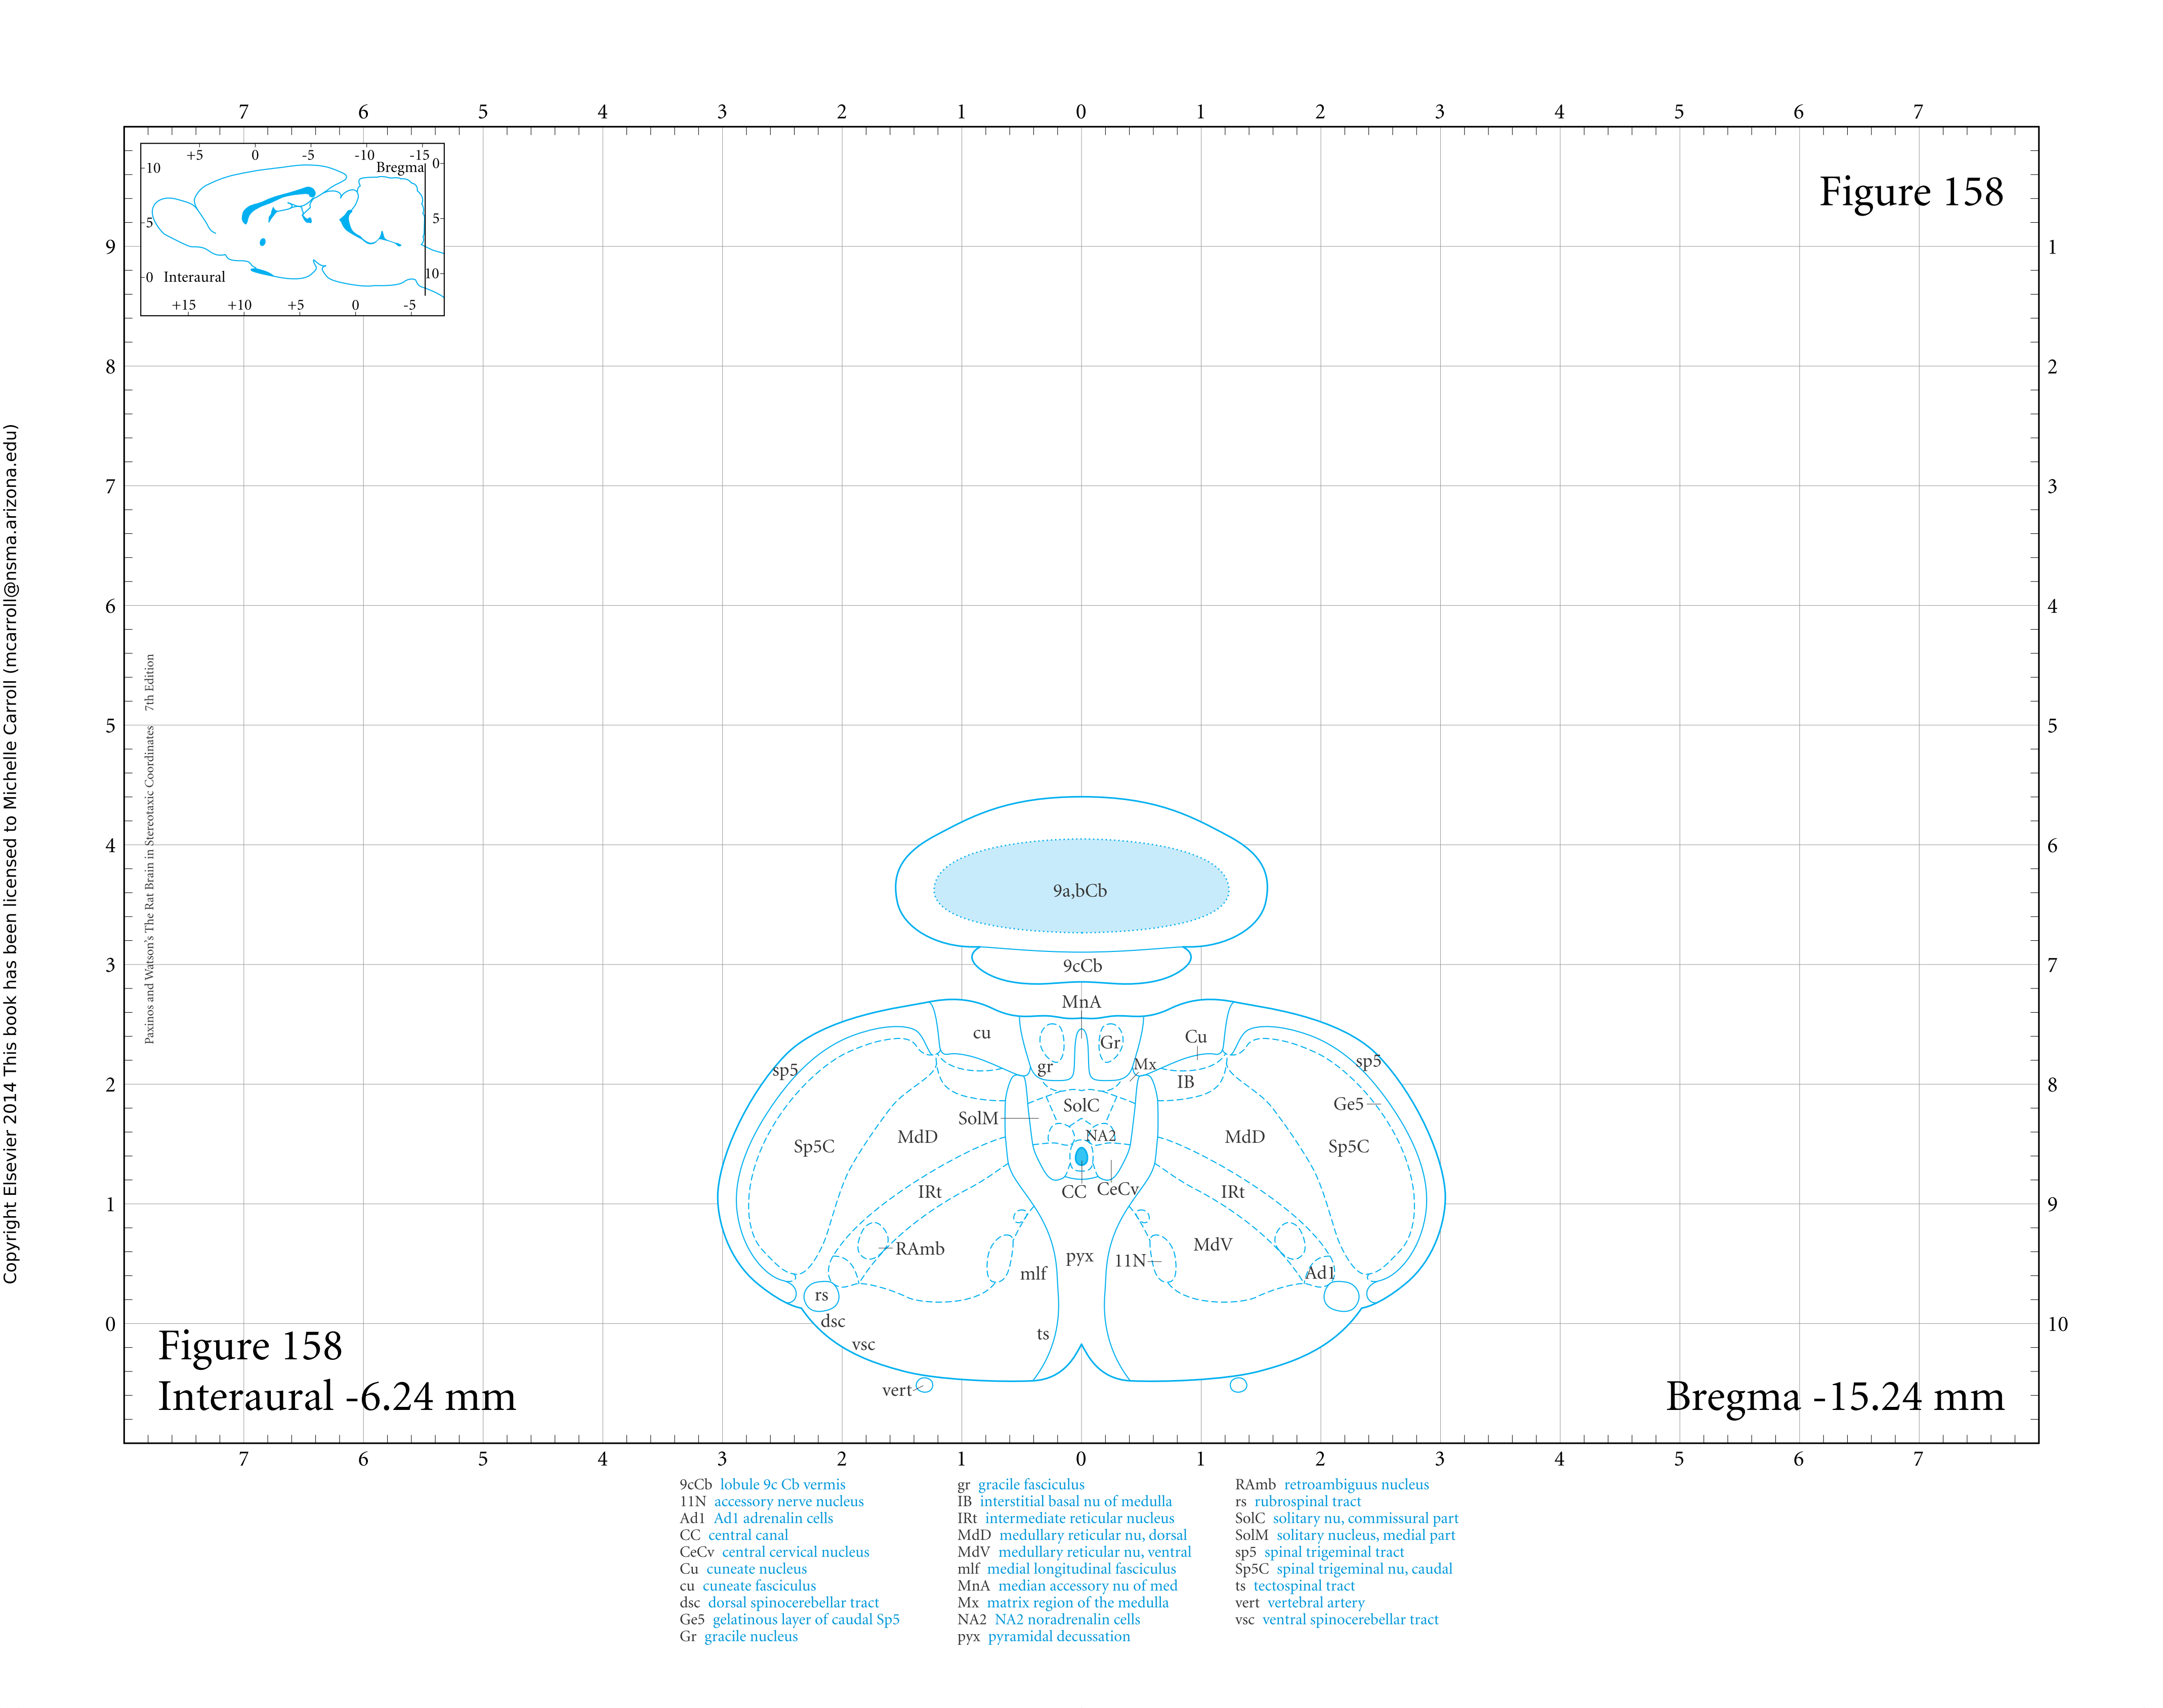 7 6 5 4 3 2 1 0 1 2 3 4 5 6 7
+5 0 -5 -10 -15
Bregma
0
10
5
5
0 Interaural
10
+15 +10 +5 0 -5
Figure 158
9 1
8 2
7 3
6 4
5 5
4 6
3 7
2 8
1 9
0 10
Copyright Elsevier 2014 This book has been licensed to Michelle Carroll (mcarroll@nsma.arizona.edu)
Paxinos and Watson's The Rat Brain in Stereotaxic Coordinates 7th Edition
9a,bCb
9cCb
MnA
cu
Cu
Gr
gr
Mx
sp5
sp5
IB
SolC
Ge5
SolM
NA2
MdD
MdD
Sp5C
Sp5C
CC
CeCv
IRt
IRt
RAmb
MdV
pyx
11N
mlf
Ad1
rs
dsc
ts
vsc
vert
Figure 158
Interaural -6.24 mm
Bregma -15.24 mm
7 6 5 4 3 2 1 0 1 2 3 4 5 6 7
9cCb lobule 9c Cb vermis
11N accessory nerve nucleus
Ad1 Ad1 adrenalin cells
CC central canal
CeCv central cervical nucleus
Cu cuneate nucleus
cu cuneate fasciculus
dsc dorsal spinocerebellar tract
Ge5 gelatinous layer of caudal Sp5
Gr gracile nucleus
gr gracile fasciculus
IB interstitial basal nu of medulla
IRt intermediate reticular nucleus
MdD medullary reticular nu, dorsal
MdV medullary reticular nu, ventral
mlf medial longitudinal fasciculus
MnA median accessory nu of med
Mx matrix region of the medulla
NA2 NA2 noradrenalin cells
pyx pyramidal decussation
RAmb retroambiguus nucleus
rs rubrospinal tract
SolC solitary nu, commissural part
SolM solitary nucleus, medial part
sp5 spinal trigeminal tract
Sp5C spinal trigeminal nu, caudal
ts tectospinal tract
vert vertebral artery
vsc ventral spinocerebellar tract